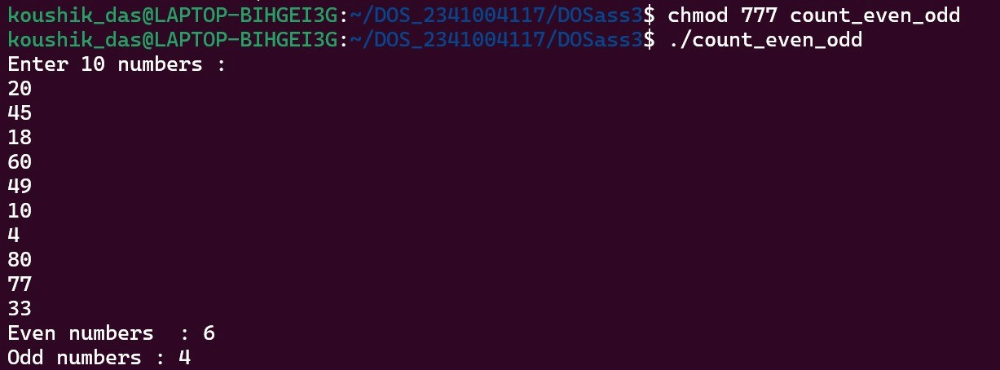 koushik_das@LAPTOP-BIHGEI3G:~/DOS_2341004117/DOSass3$ chmod 777 count_even_odd
koushik_das@LAPTOP-BIHGEI3G:~/DOS_2341004117/DOSass3$ ./count_even_odd
Enter 10 numbers :
20
45
18
60
49
10
4
80
77
33
Even numbers  : 6
Odd numbers : 4